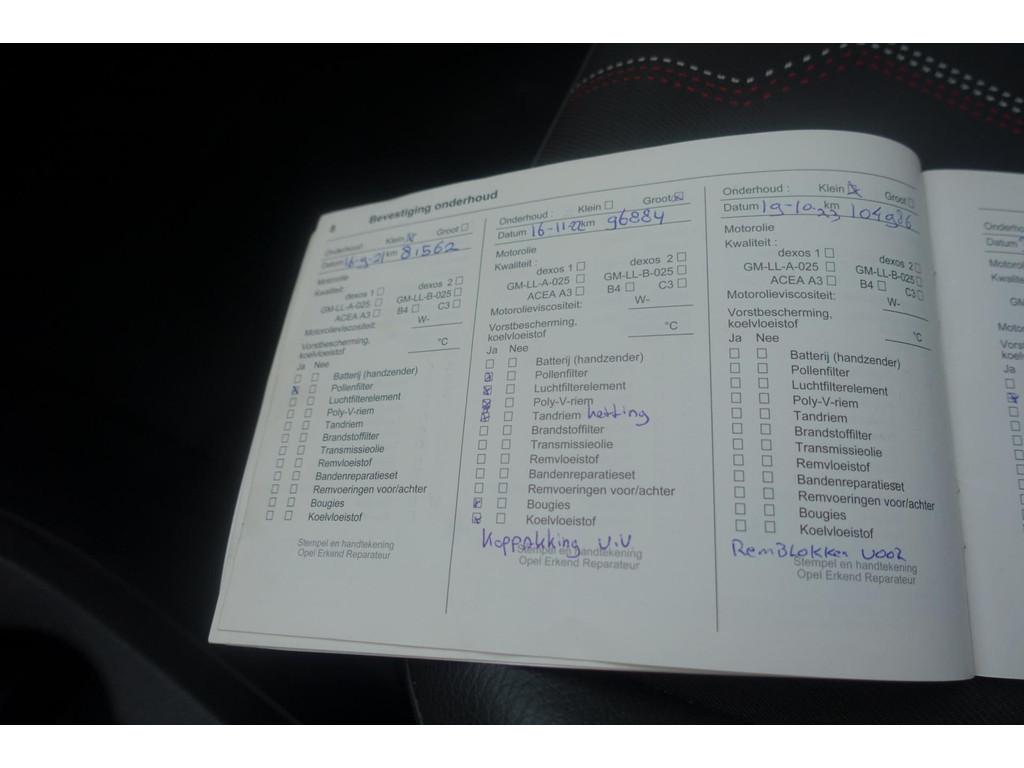 8 Bevestiging onderhoud
Onderhoud : Klein Groot
Datum 16-9-21 km 81562
Motorolie
Kwaliteit :
dexos 1 dexos 2
GM-LL-A-025 GM-LL-B-025
ACEA A3 B4 C3
Motorolieviscositeit: W-
Vorstbescherming,
koelvloeistof °C
Ja Nee
Batterij (handzender)
Pollenfilter
Luchtfilterelement
Poly-V-riem
Tandriem
Brandstoffilter
Transmissieolie
Remvloeistof
Bandenreparatieset
Remvoeringen voor/achter
Bougies
Koelvloeistof
Stempel en handtekening
Opel Erkend Reparateur
Onderhoud : Klein Groot
Datum 16-11-22 km 96884
Motorolie
Kwaliteit :
dexos 1 dexos 2
GM-LL-A-025 GM-LL-B-025
ACEA A3 B4 C3
Motorolieviscositeit: W-
Vorstbescherming,
koelvloeistof °C
Ja Nee
Batterij (handzender)
Pollenfilter
Luchtfilterelement
Poly-V-riem
Tandriem ketting
Brandstoffilter
Transmissieolie
Remvloeistof
Bandenreparatieset
Remvoeringen voor/achter
Bougies
Koelvloeistof
Koppakking V.V.
Stempel en handtekening
Opel Erkend Reparateur
Onderhoud : Klein Groot
Datum 19-10-23 km 104986
Motorolie
Kwaliteit :
dexos 1 dexos 2
GM-LL-A-025 GM-LL-B-025
ACEA A3 B4 C3
Motorolieviscositeit: W-
Vorstbescherming,
koelvloeistof °C
Ja Nee
Batterij (handzender)
Pollenfilter
Luchtfilterelement
Poly-V-riem
Tandriem
Brandstoffilter
Transmissieolie
Remvloeistof
Bandenreparatieset
Remvoeringen voor/achter
Bougies
Koelvloeistof
RemBlokken voor
Stempel en handtekening
Opel Erkend Reparateur
Ja